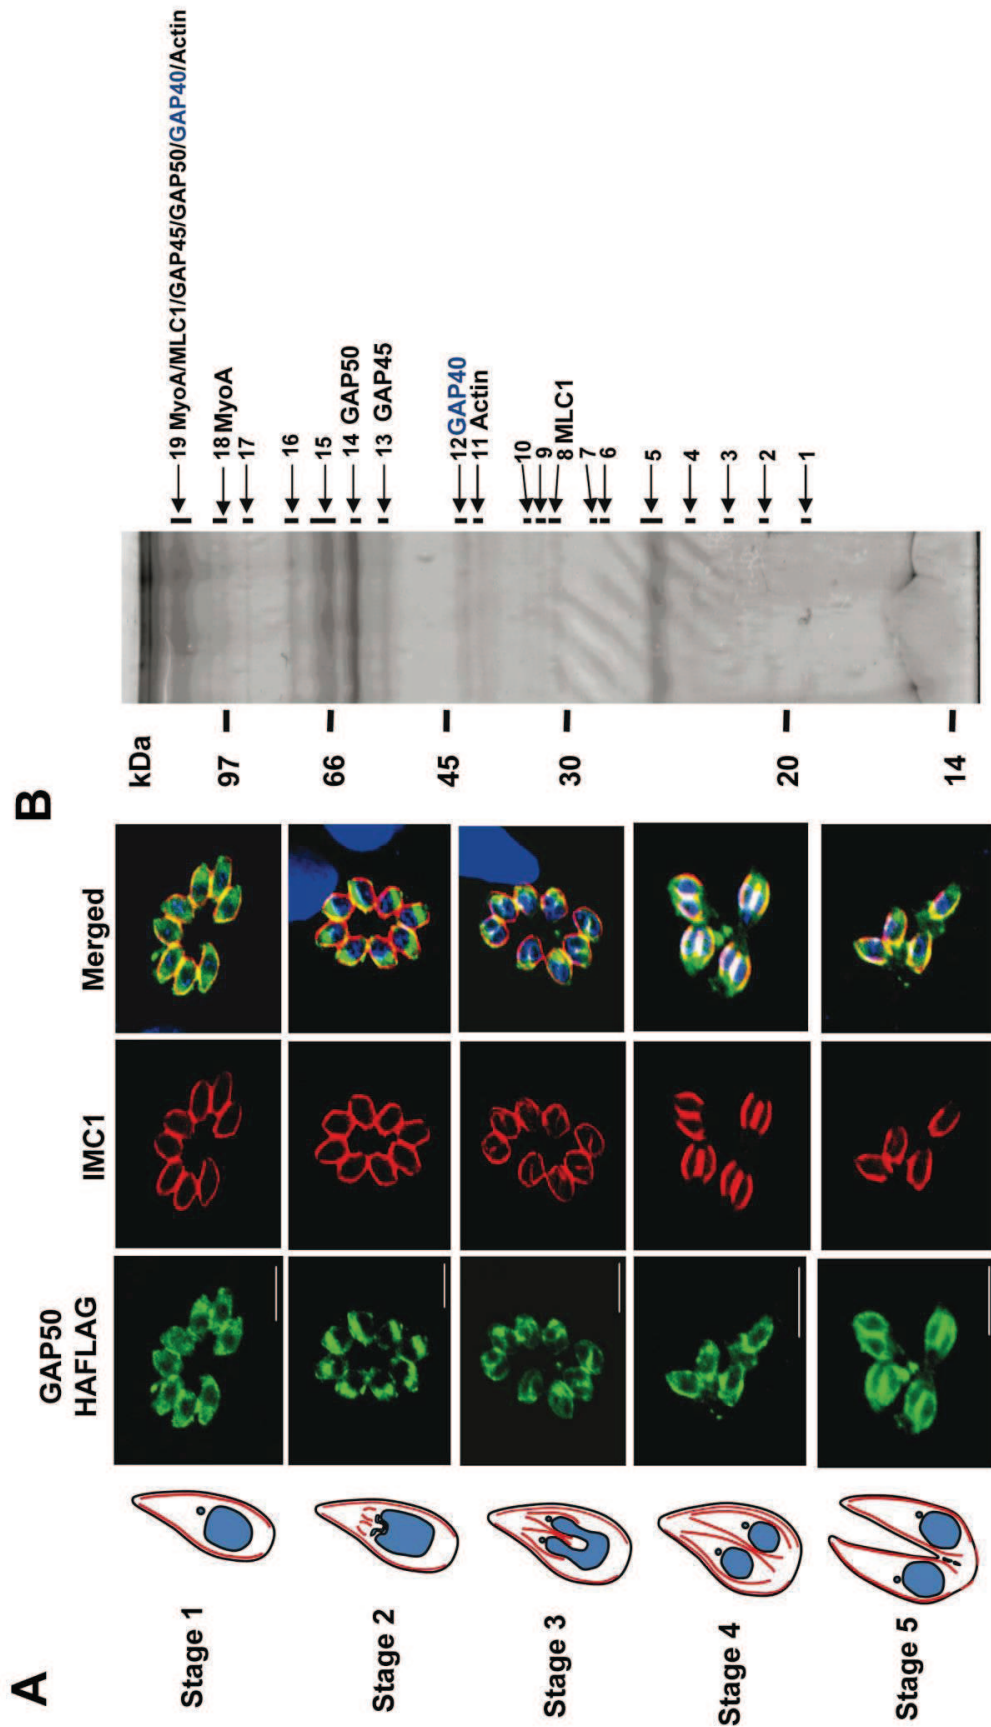 A
GAP50
HAFLAG
IMC1
Merged
Stage 1
Stage 2
Stage 3
Stage 4
Stage 5
B
kDa
97
66
45
30
20
14
19 MyoA/MLC1/GAP45/GAP50/GAP40/Actin
18 MyoA
17
16
15
14 GAP50
13 GAP45
12 GAP40
11 Actin
10
9
8 MLC1
7
6
5
4
3
2
1